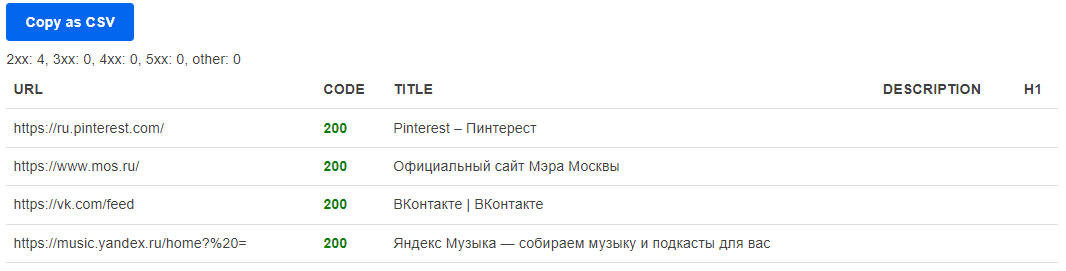 Copy as CSV
2xx: 4, 3xx: 0, 4xx: 0, 5xx: 0, other: 0
URL CODE TITLE DESCRIPTION H1
https://ru.pinterest.com/ 200 Pinterest – Пинтерест
https://www.mos.ru/ 200 Официальный сайт Мэра Москвы
https://vk.com/feed 200 ВКонтакте | ВКонтакте
https://music.yandex.ru/home?%20= 200 Яндекс Музыка — собираем музыку и подкасты для вас